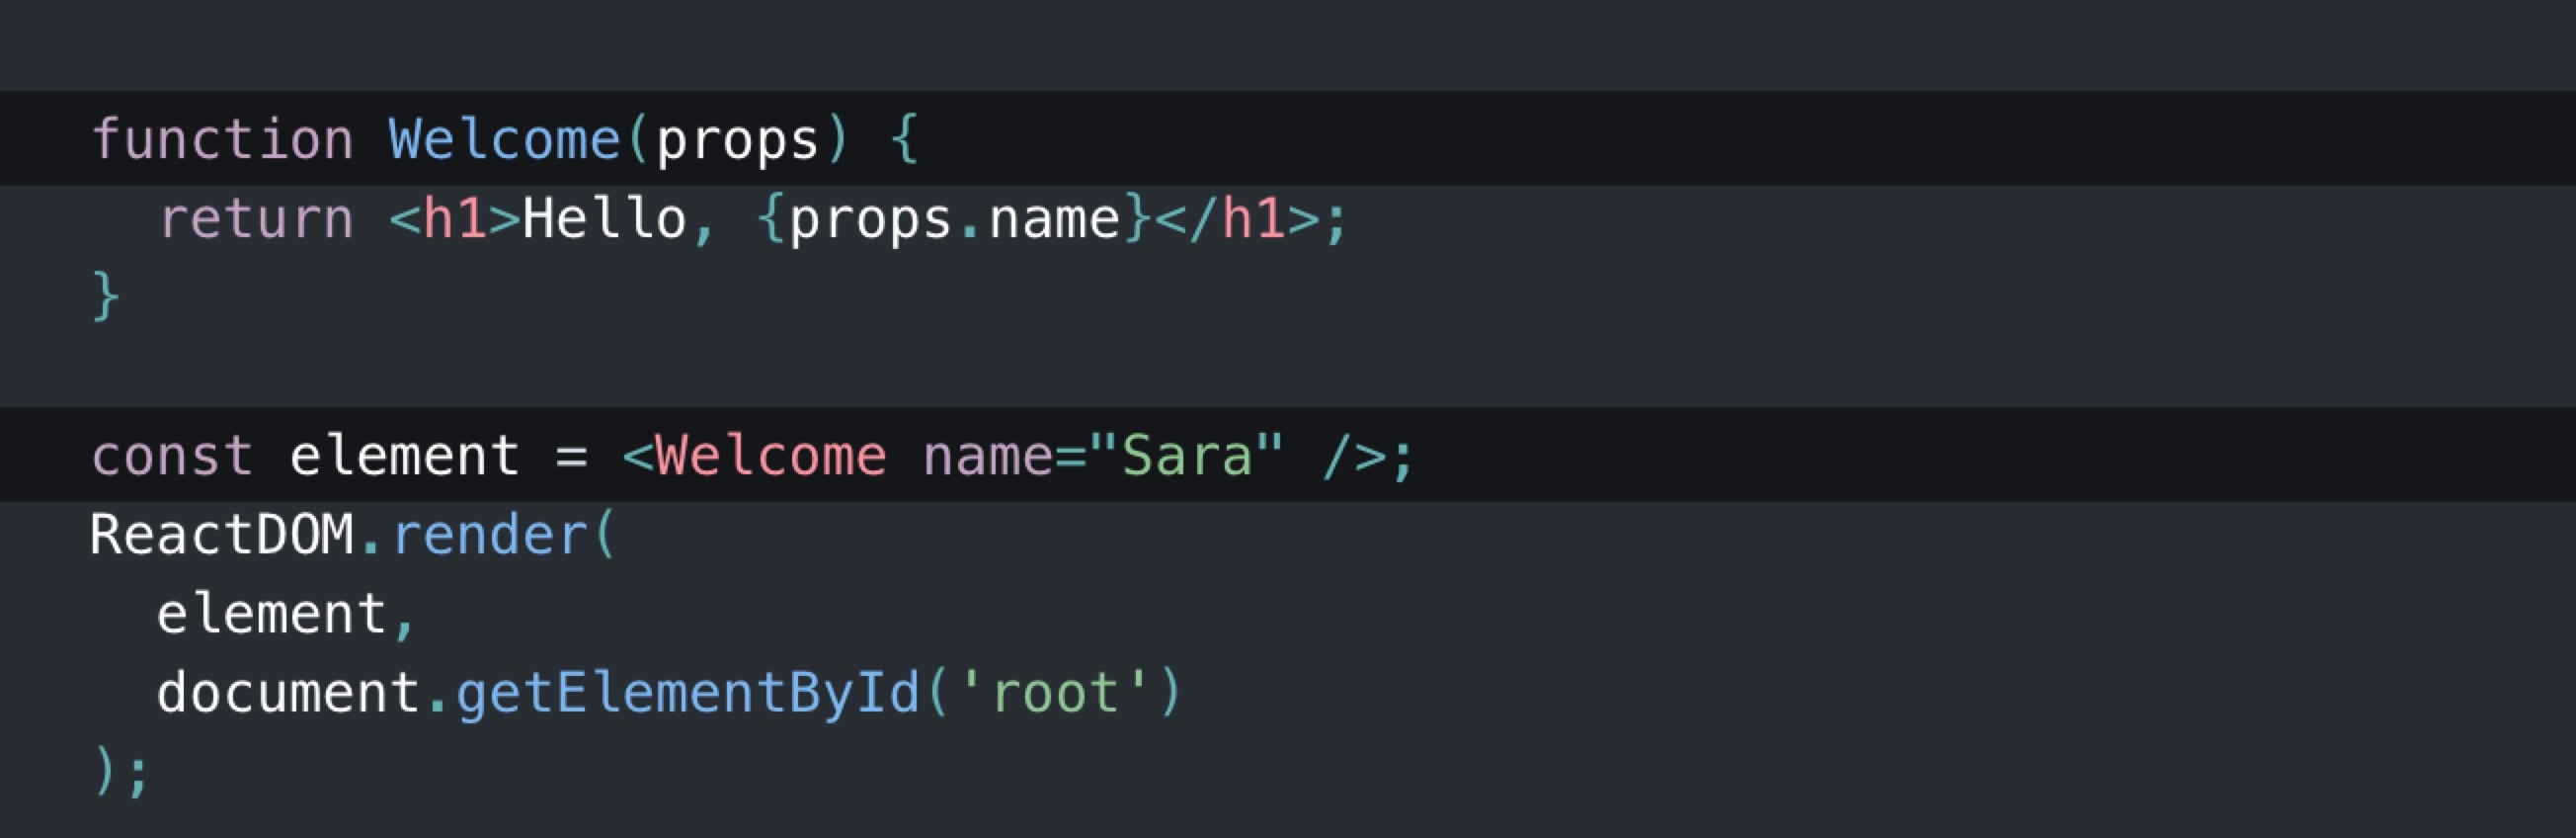 function Welcome(props) {
  return <h1>Hello, {props.name}</h1>;
}
const element = <Welcome name="Sara" />;
ReactDOM.render(
  element,
  document.getElementById('root')
);